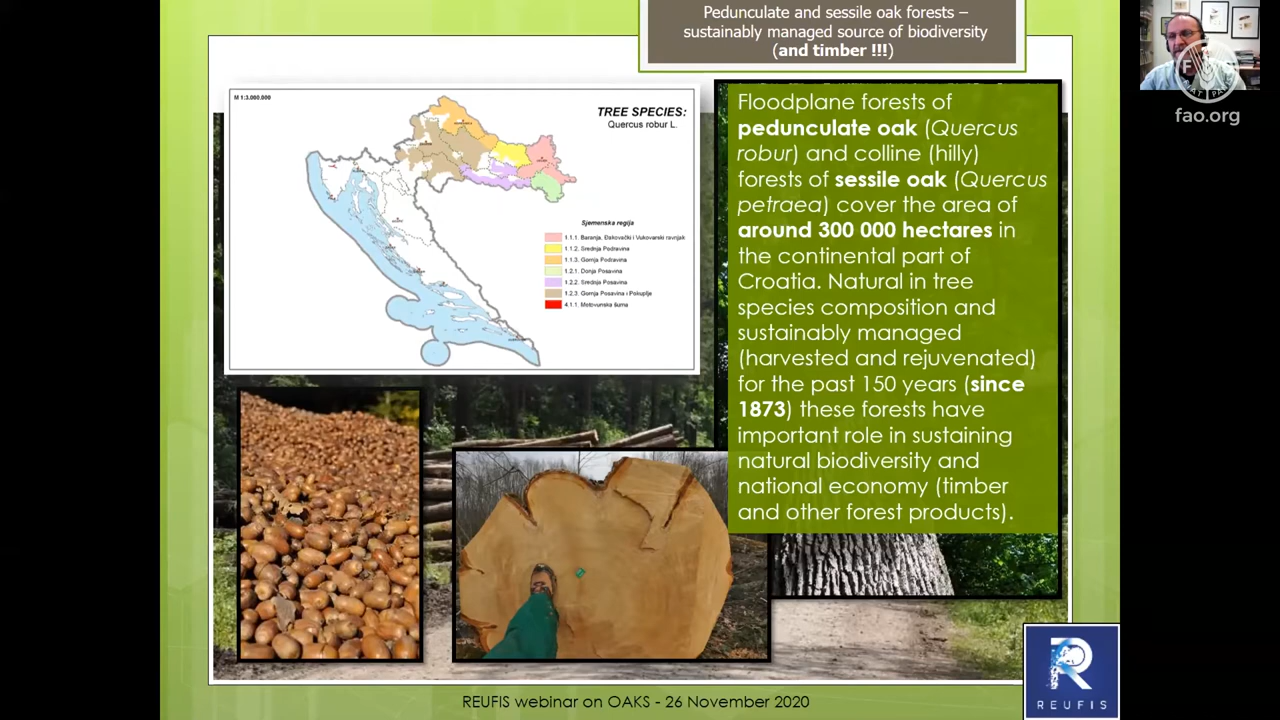 Pedunculate and sessile oak forests –
sustainably managed source of biodiversity
(and timber !!!)
fao.org
M 1:3.000.000
TREE SPECIES:
Quercus robur L.
Sjemenska regija
1.1.1. Baranja, Đakovački i Vukovarski ravnjak
1.1.2. Srednja Podravina
1.1.3. Gornja Podravina
1.2.1. Donja Posavina
1.2.2. Srednja Posavina
1.2.3. Gornja Posavina i Pokuplje
4.1.1. Motovunska šuma
Floodplane forests of
pedunculate oak (Quercus
robur) and colline (hilly)
forests of sessile oak (Quercus
petraea) cover the area of
around 300 000 hectares in
the continental part of
Croatia. Natural in tree
species composition and
sustainably managed
(harvested and rejuvenated)
for the past 150 years (since
1873) these forests have
important role in sustaining
natural biodiversity and
national economy (timber
and other forest products).
REUFIS webinar on OAKS - 26 November 2020
R
REUFIS